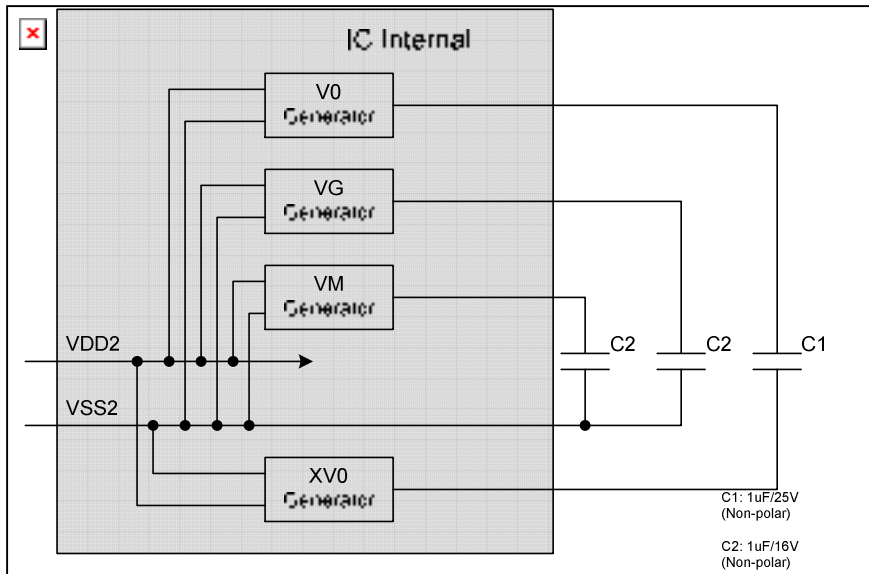 IC Internal
V0
Generator
VG
Generator
VM
Generator
VDD2
C2
C2
C1
VSS2
XV0
Generator
C1: 1uF/25V
(Non-polar)
C2: 1uF/16V
(Non-polar)